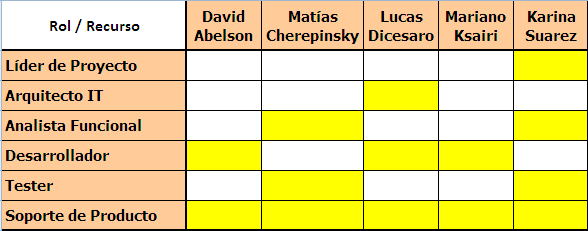 Rol / Recurso
David Abelson
Matías Cherepinsky
Lucas Dicesaro
Mariano Ksairi
Karina Suarez
Líder de Proyecto
Arquitecto IT
Analista Funcional
Desarrollador
Tester
Soporte de Producto